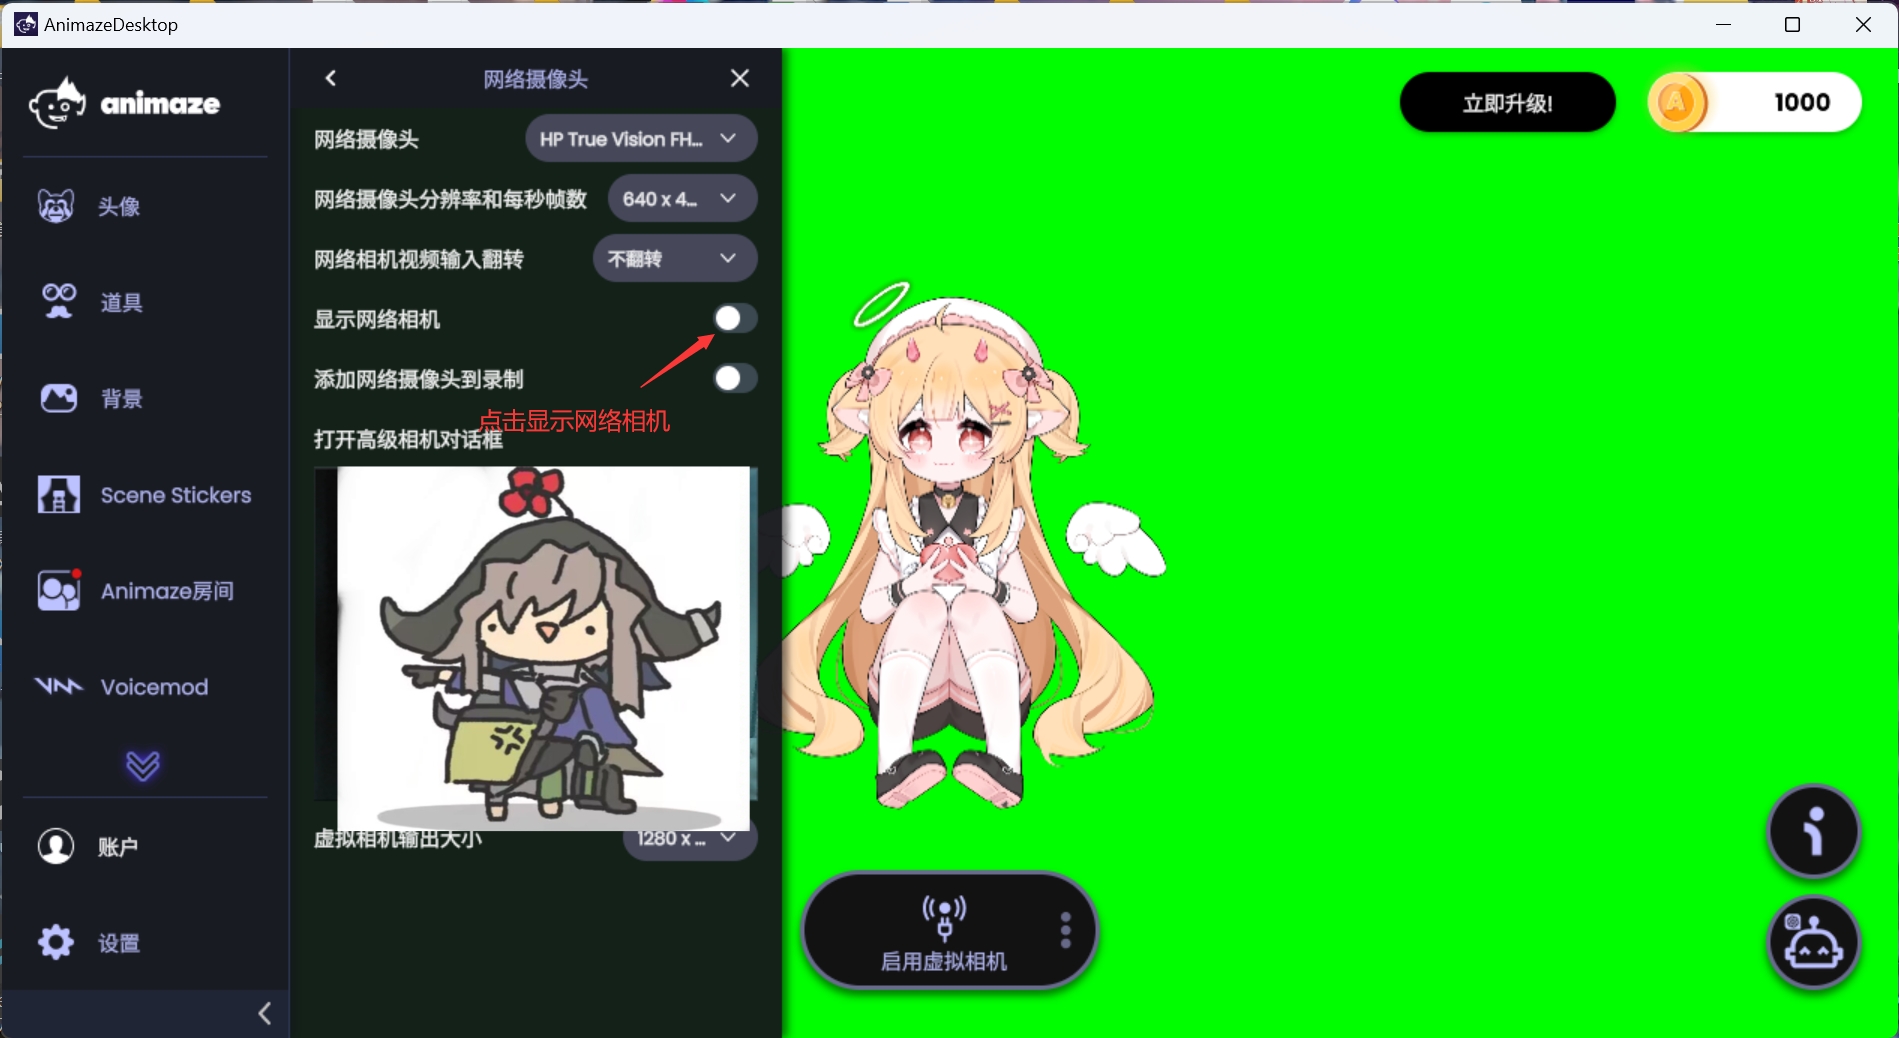 AnimazeDesktop
animaze
头像
道具
背景
Scene Stickers
Animaze房间
Voicemod
账户
设置
网络摄像头
网络摄像头
HP True Vision FH...
网络摄像头分辨率和每秒帧数
640 x 4...
网络相机视频输入翻转
不翻转
显示网络相机
添加网络摄像头到录制
点击显示网络相机
打开高级相机对话框
虚拟相机输出大小
1280 x ...
立即升级!
A
1000
启用虚拟相机